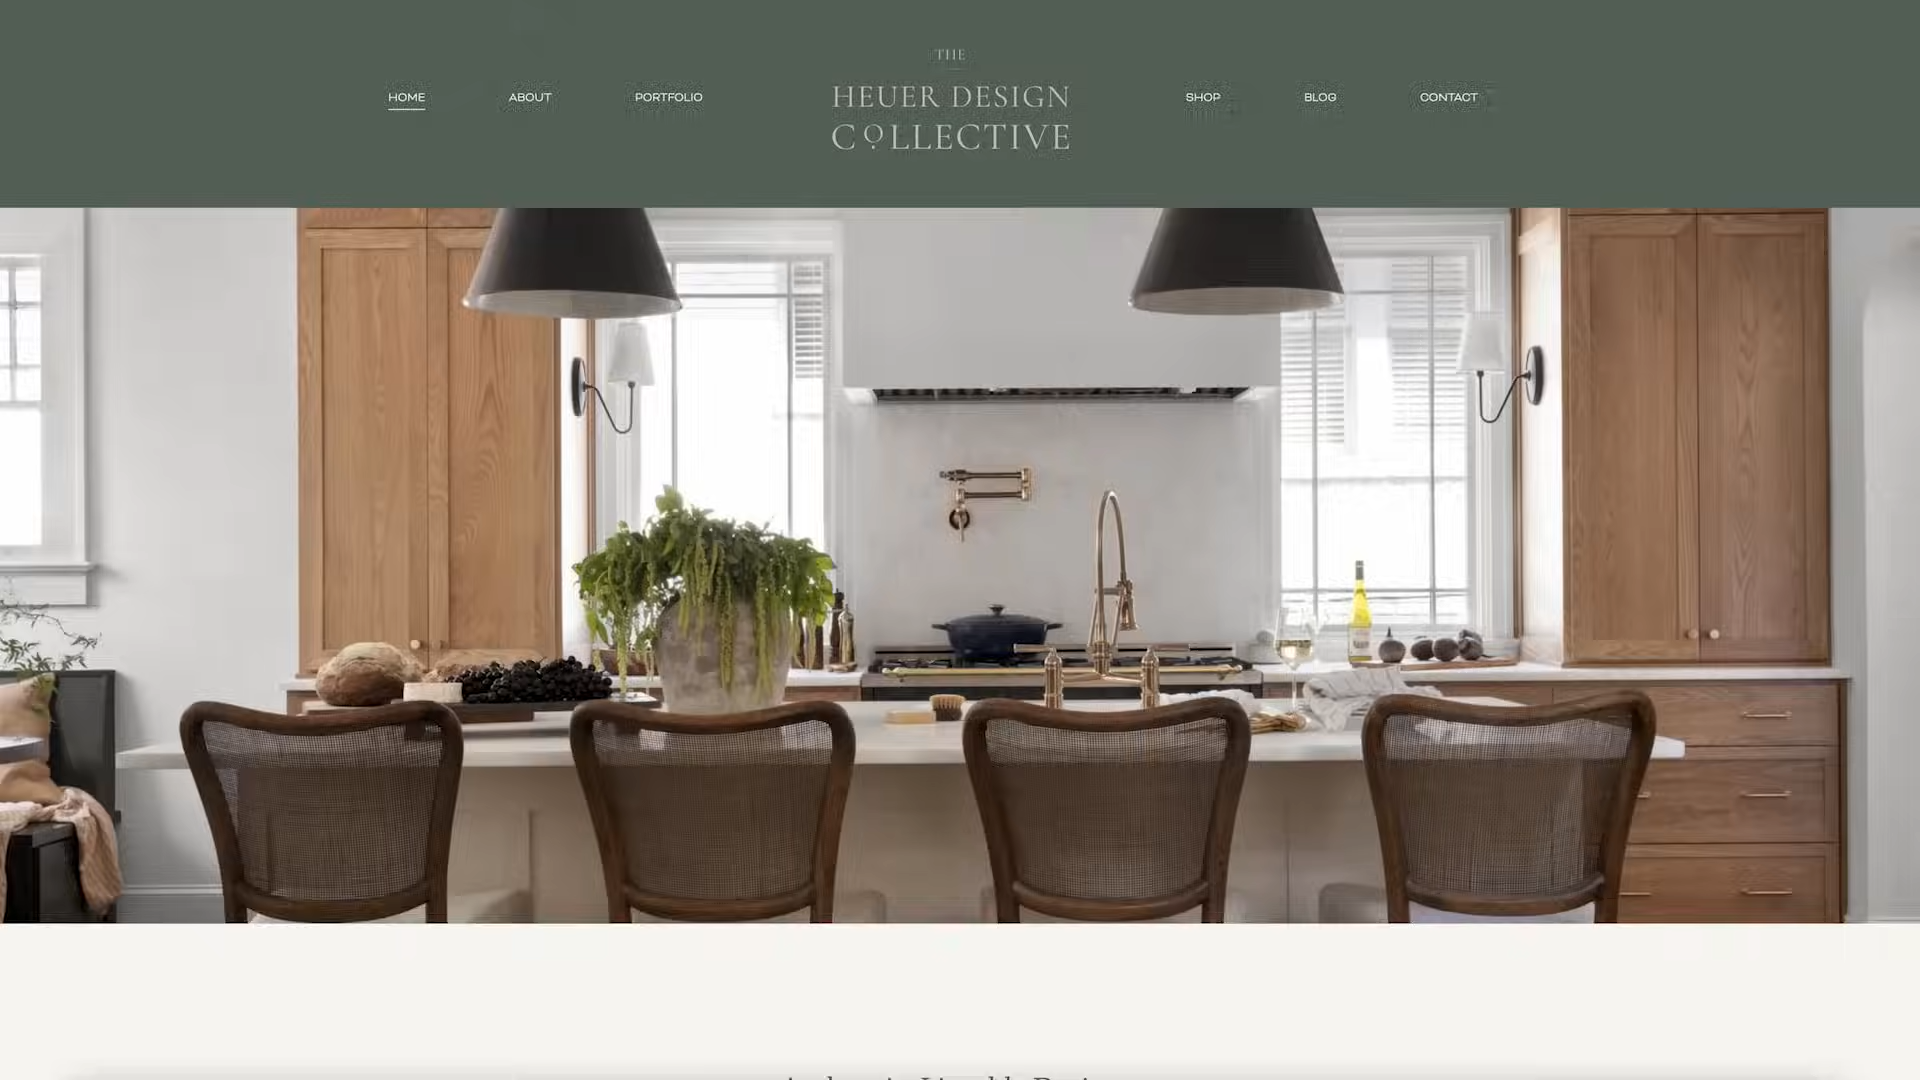 THE
HOME ABOUT PORTFOLIO HEUER DESIGN SHOP BLOG CONTACT
COLLECTIVE